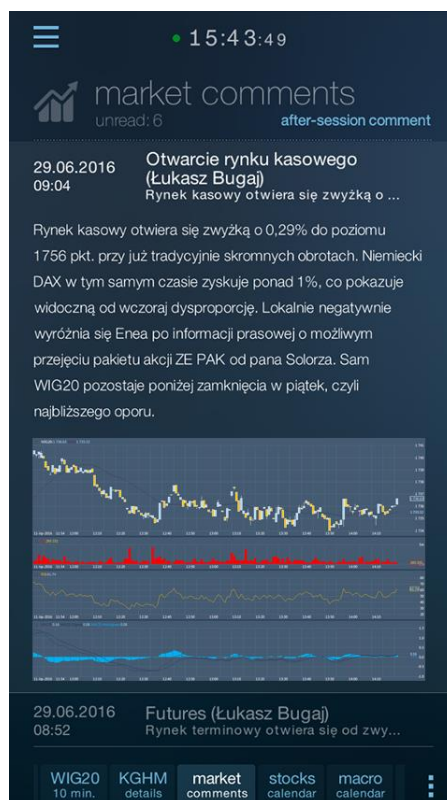 15:43:49
market comments
unread: 6
after-session comment
29.06.2016
09:04
Otwarcie rynku kasowego
(Łukasz Bugaj)
Rynek kasowy otwiera się zwyżką o ...
Rynek kasowy otwiera się zwyżką o 0,29% do poziomu
1756 pkt. przy już tradycyjnie skromnych obrotach. Niemiecki
DAX w tym samym czasie zyskuje ponad 1%, co pokazuje
widoczną od wczoraj dysproporcję. Lokalnie negatywnie
wyróżnia się Enea po informacji prasowej o możliwym
przejęciu pakietu akcji ZE PAK od pana Solorza. Sam
WIG20 pozostaje poniżej zamknięcia w piątek, czyli
najbliższego oporu.
29.06.2016
08:52
Futures (Łukasz Bugaj)
Rynek terminowy otwiera się od zwy...
WIG20
10 min.
KGHM
details
market
comments
stocks
calendar
macro
calendar